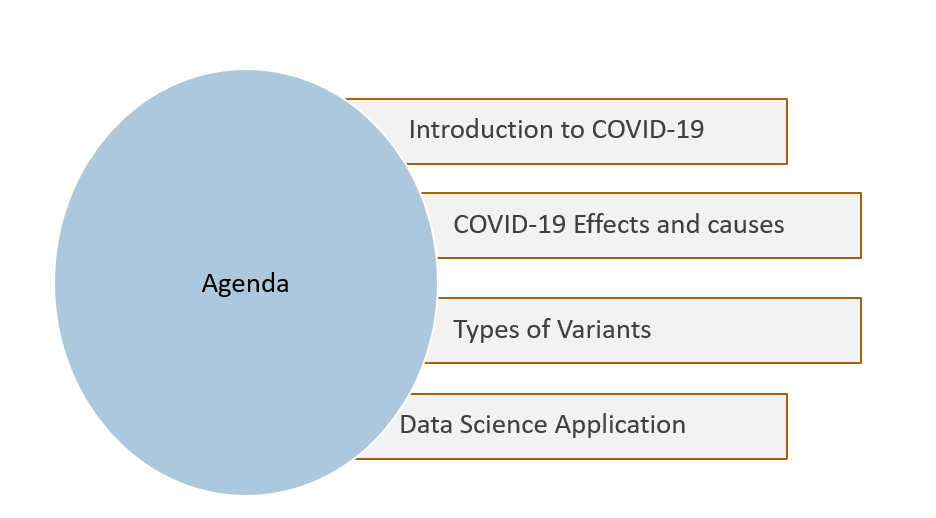 Introduction to COVID-19
COVID-19 Effects and causes
Agenda
Types of Variants
Data Science Application